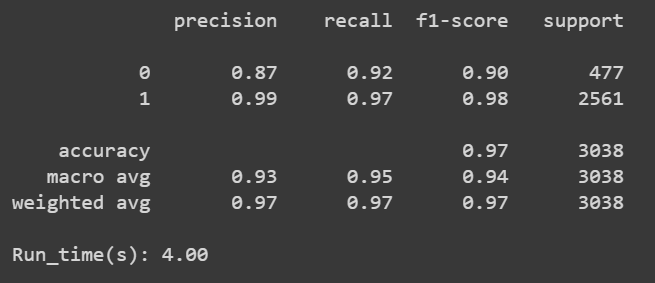 precision recall f1-score support
0 0.87 0.92 0.90 477
1 0.99 0.97 0.98 2561
accuracy 0.97 3038
macro avg 0.93 0.95 0.94 3038
weighted avg 0.97 0.97 0.97 3038
Run_time(s): 4.00